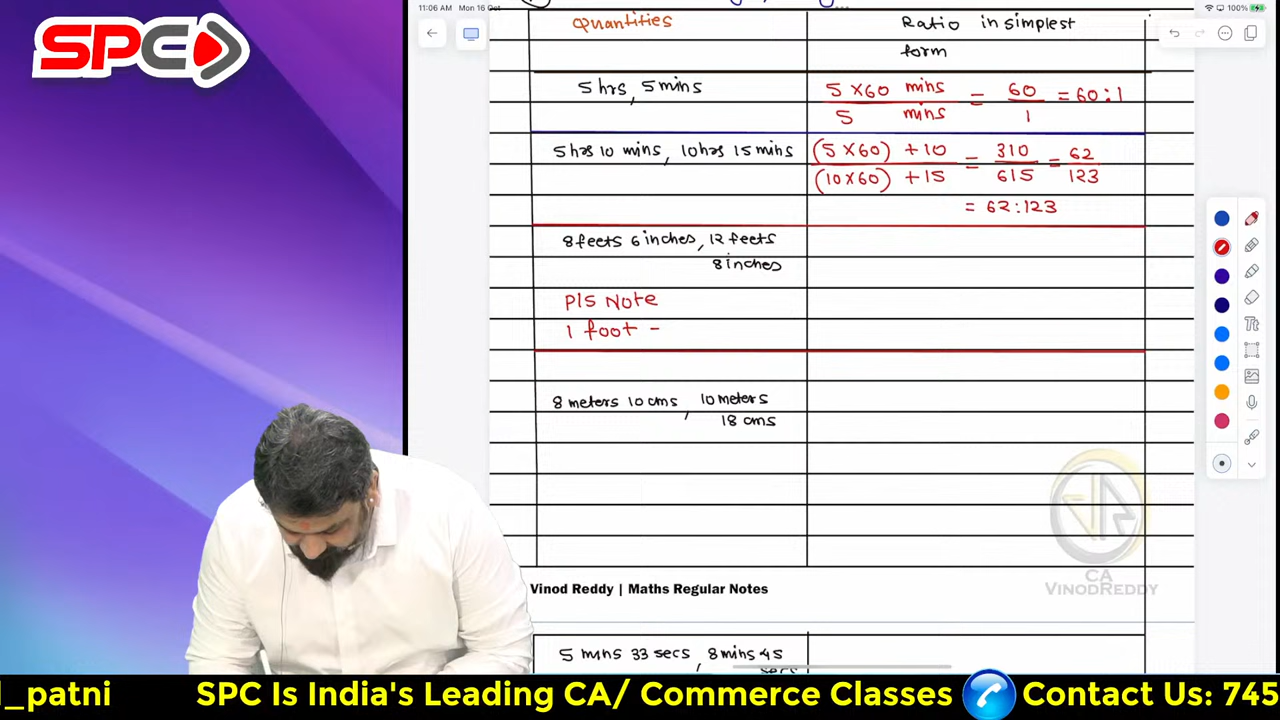 11:06 AM Mon 16 Oct
100%
SPC
Quantities
Ratio in simplest
form
5 hrs, 5 mins
5 x 60 mins / 5 mins = 60 / 1 = 60 : 1
5 hrs 10 mins, 10 hrs 15 mins
(5 x 60) + 10 / (10 x 60) + 15 = 310 / 615 = 62 / 123
= 62 : 123
8 feets 6 inches, 12 feets
8 inches
Pls Note
1 foot -
8 meters 10 cms, 10 meters
18 cms
CA
VINODREDDY
Vinod Reddy | Maths Regular Notes
5 mins 33 secs, 8 mins 45
secs
_patni
SPC Is India's Leading CA/ Commerce Classes
Contact Us: 745
Tt